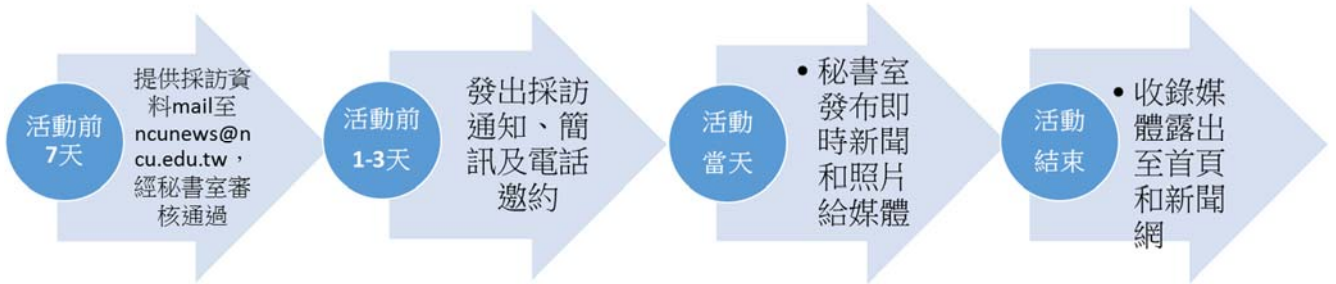 活動前
7天
提供採訪資
料mail至
ncunews@n
cu.edu.tw，
經秘書室審
核通過
活動前
1-3天
發出採訪
通知、簡
訊及電話
邀約
活動
當天
• 秘書室
發布即
時新聞
和照片
給媒體
活動
結束
• 收錄媒
體露出
至首頁
和新聞
網